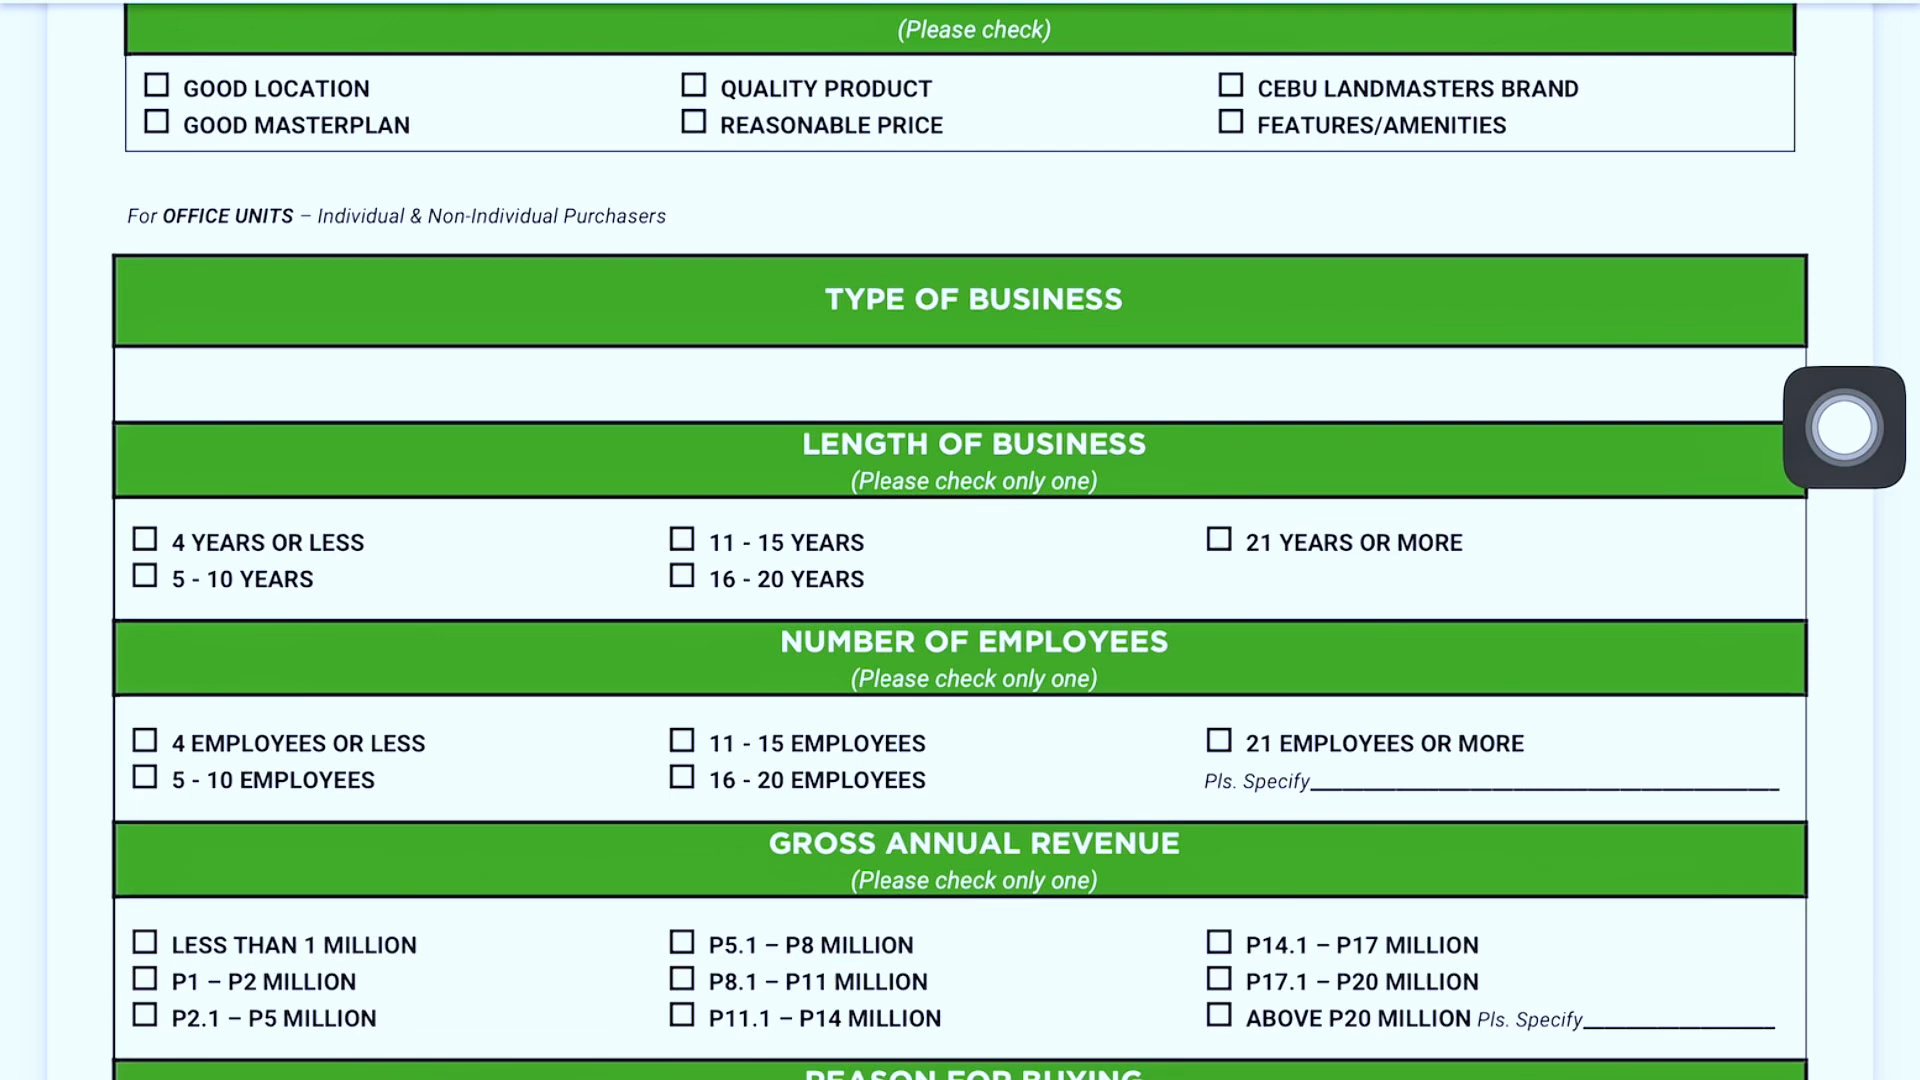 (Please check)
GOOD LOCATION QUALITY PRODUCT CEBU LANDMASTERS BRAND
GOOD MASTERPLAN REASONABLE PRICE FEATURES/AMENITIES
For OFFICE UNITS – Individual & Non-Individual Purchasers
TYPE OF BUSINESS
LENGTH OF BUSINESS
(Please check only one)
4 YEARS OR LESS 11 - 15 YEARS 21 YEARS OR MORE
5 - 10 YEARS 16 - 20 YEARS
NUMBER OF EMPLOYEES
(Please check only one)
4 EMPLOYEES OR LESS 11 - 15 EMPLOYEES 21 EMPLOYEES OR MORE
5 - 10 EMPLOYEES 16 - 20 EMPLOYEES Pls. Specify
GROSS ANNUAL REVENUE
(Please check only one)
LESS THAN 1 MILLION P5.1 – P8 MILLION P14.1 – P17 MILLION
P1 – P2 MILLION P8.1 – P11 MILLION P17.1 – P20 MILLION
P2.1 – P5 MILLION P11.1 – P14 MILLION ABOVE P20 MILLION Pls. Specify
REASON FOR BUYING